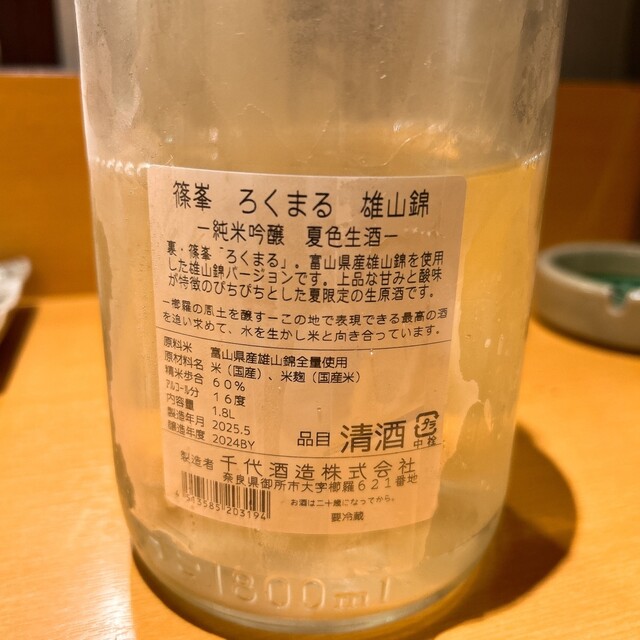 篠峯　ろくまる　雄山錦
－純米吟醸　夏色生酒－
裏・篠峯「ろくまる」。富山県産雄山錦を使用
した雄山錦バージョンです。上品な甘みと酸味
が特徴のぴちぴちとした夏限定の生原酒です。
－櫛羅の風土を醸す－この地で表現できる最高の酒
を追い求めて、水を生かし米と向き合っています。
原料米　富山県産雄山錦全量使用
原材料名　米（国産）、米麹（国産米）
精米歩合　６０％
アルコール分　１６度
内容量　1.8L
製造年月　2025.5
醸造年度　2024BY
品目　清酒
中栓
製造者　千代酒造株式会社
奈良県御所市大字櫛羅６２１番地
お酒は二十歳になってから。
要冷蔵
1800ml